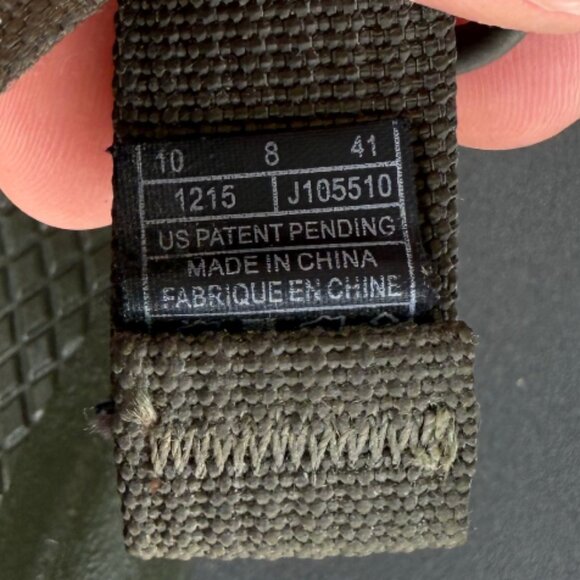 10 8 41
1215 J105510
US PATENT PENDING
MADE IN CHINA
FABRIQUE EN CHINE